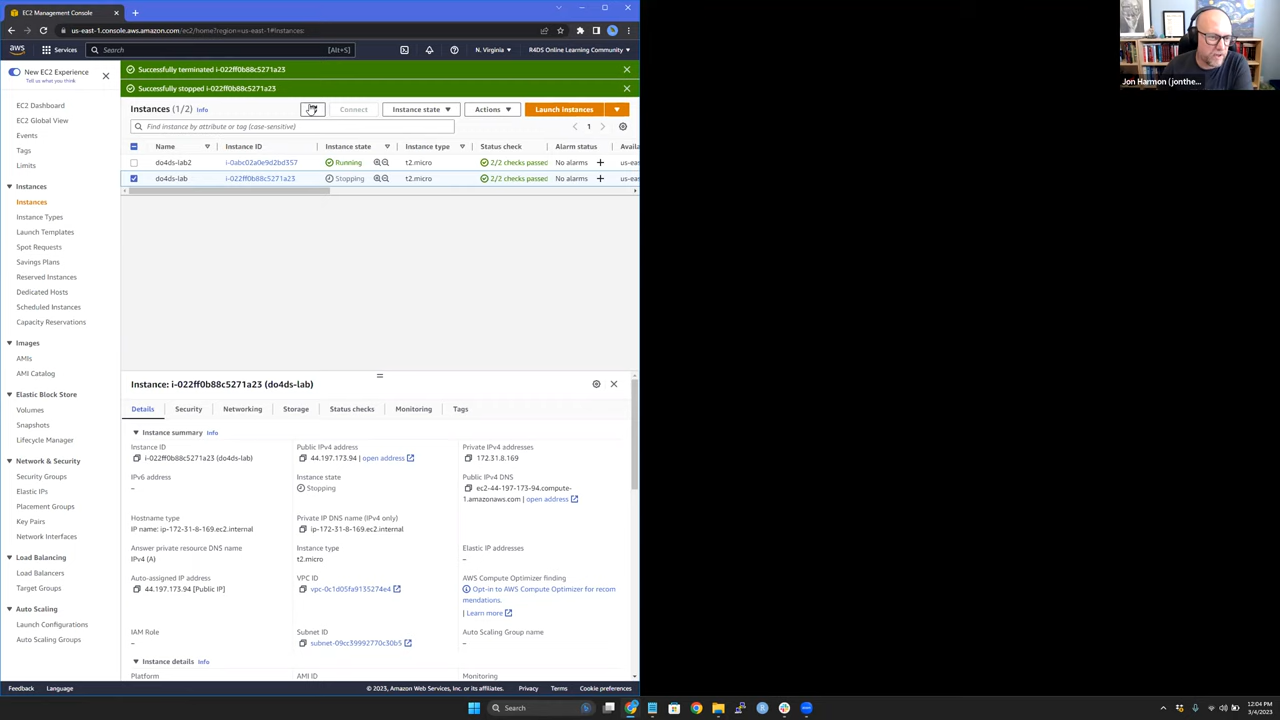 EC2 Management Console
us-east-1.console.aws.amazon.com/ec2/home?region=us-east-1#Instances:
aws
Services
Search
[Alt+S]
N. Virginia
R4DS Online Learning Community
Jon Harmon (jonthe...
New EC2 Experience
Tell us what you think
Successfully terminated i-022ff0b88c5271a23
Successfully stopped i-022ff0b88c5271a23
Instances (1/2) Info
Connect
Instance state
Actions
Launch instances
Find instance by attribute or tag (case-sensitive)
1
Name
Instance ID
Instance state
Instance type
Status check
Alarm status
Availa
do4ds-lab2
i-0abc02a0e9d2bd357
Running
t2.micro
2/2 checks passed
No alarms
us-eas
do4ds-lab
i-022ff0b88c5271a23
Stopping
t2.micro
2/2 checks passed
No alarms
us-eas
EC2 Dashboard
EC2 Global View
Events
Tags
Limits
Instances
Instances
Instance Types
Launch Templates
Spot Requests
Savings Plans
Reserved Instances
Dedicated Hosts
Scheduled Instances
Capacity Reservations
Images
AMIs
AMI Catalog
Elastic Block Store
Volumes
Snapshots
Lifecycle Manager
Network & Security
Security Groups
Elastic IPs
Placement Groups
Key Pairs
Network Interfaces
Load Balancing
Load Balancers
Target Groups
Auto Scaling
Launch Configurations
Auto Scaling Groups
Instance: i-022ff0b88c5271a23 (do4ds-lab)
Details
Security
Networking
Storage
Status checks
Monitoring
Tags
Instance summary Info
Instance ID
i-022ff0b88c5271a23 (do4ds-lab)
Public IPv4 address
44.197.173.94 | open address
Private IPv4 addresses
172.31.8.169
IPv6 address
–
Instance state
Stopping
Public IPv4 DNS
ec2-44-197-173-94.compute-
1.amazonaws.com | open address
Hostname type
IP name: ip-172-31-8-169.ec2.internal
Private IP DNS name (IPv4 only)
ip-172-31-8-169.ec2.internal
Answer private resource DNS name
IPv4 (A)
Instance type
t2.micro
Elastic IP addresses
–
Auto-assigned IP address
44.197.173.94 [Public IP]
VPC ID
vpc-0c1d05fa9135274e4
AWS Compute Optimizer finding
Opt-in to AWS Compute Optimizer for recom
mendations.
| Learn more
IAM Role
–
Subnet ID
subnet-09cc39992770c30b5
Auto Scaling Group name
–
Instance details Info
Platform
AMI ID
Monitoring
Feedback
Language
© 2023, Amazon Web Services, Inc. or its affiliates.
Privacy
Terms
Cookie preferences
Search
12:04 PM
3/4/2023